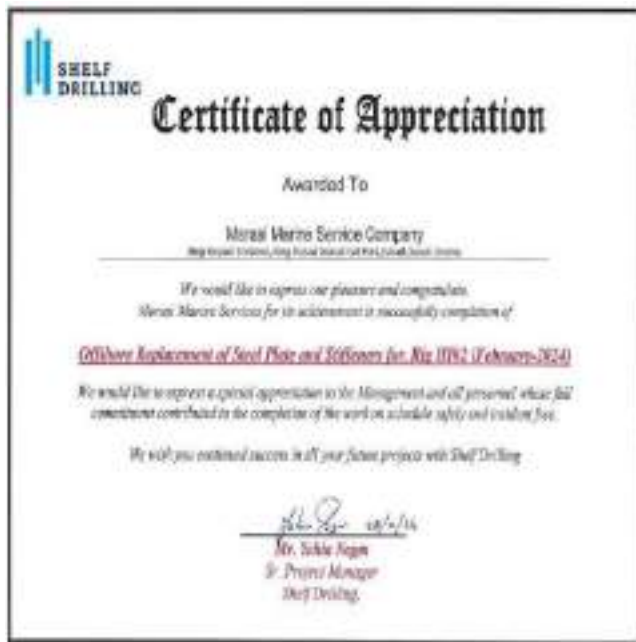 SHELF
DRILLING
Certificate of Appreciation
Awarded To
Marine Service Company
We would like to express our pleasure and congratulate
Marine Services for its achievement in successfully completion of
Offshore Replacement of Steel Plate and Stiffeners for Rig (February-2024)
We would like to express a special appreciation to the Management and all personnel whose full
commitment contributed to the completion of the work on schedule safely and incident free.
We wish you continued success in all your future projects with Shelf Drilling
Mr. Negm
Sr. Project Manager
Shelf Drilling.